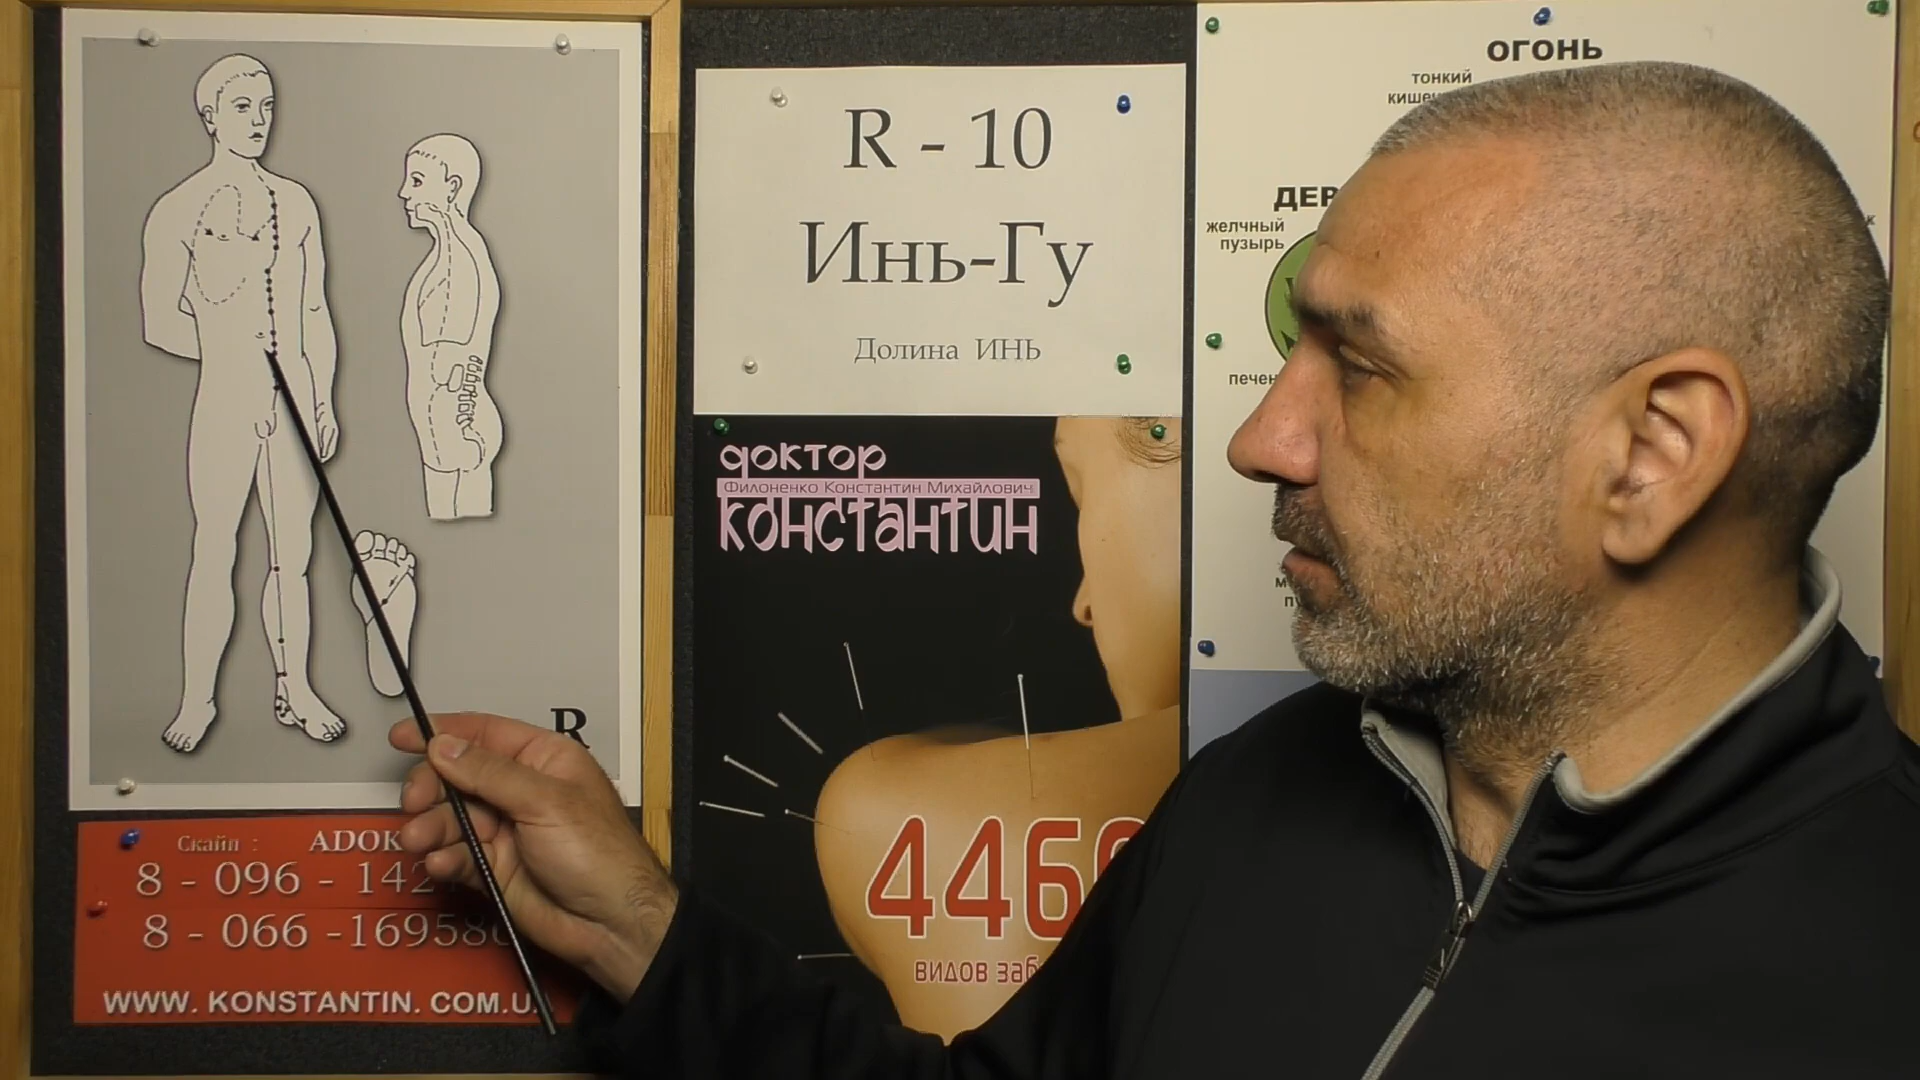 R
Скайп :
8 - 096 - 142
8 - 066 -16958
WWW. KONSTANTIN. COM.U
R - 10
Инь-Гу
Долина ИНЬ
доктор
Филоненко Константин Михайлович
константин
446
видов
ОГОНЬ
тонкий
желчный
пузырь